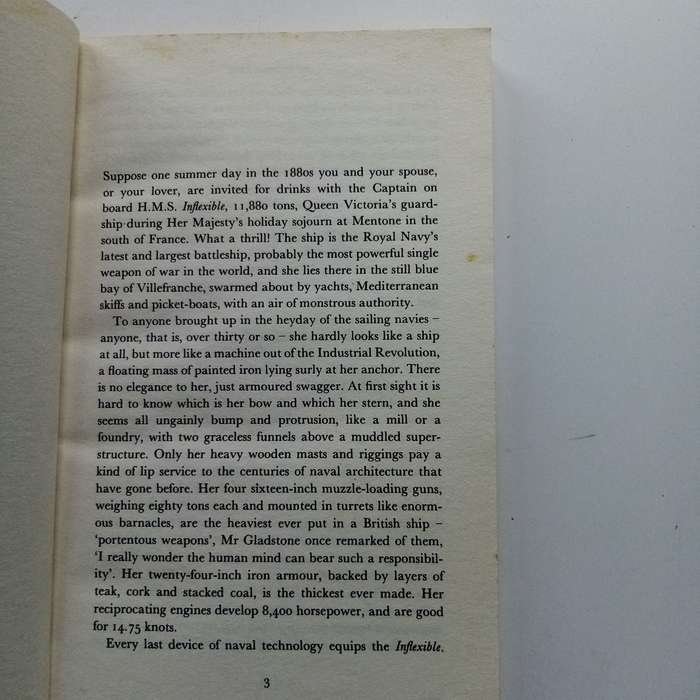 Suppose one summer day in the 1880s you and your spouse,
or your lover, are invited for drinks with the Captain on
board H.M.S. Inflexible, 11,880 tons, Queen Victoria's guard-
ship during Her Majesty's holiday sojourn at Mentone in the
south of France. What a thrill! The ship is the Royal Navy's
latest and largest battleship, probably the most powerful single
weapon of war in the world, and she lies there in the still blue
bay of Villefranche, swarmed about by yachts, Mediterranean
skiffs and picket-boats, with an air of monstrous authority.
To anyone brought up in the heyday of the sailing navies –
anyone, that is, over thirty or so – she hardly looks like a ship
at all, but more like a machine out of the Industrial Revolution,
a floating mass of painted iron lying surly at her anchor. There
is no elegance to her, just armoured swagger. At first sight it is
hard to know which is her bow and which her stern, and she
seems all ungainly bump and protrusion, like a mill or a
foundry, with two graceless funnels above a muddled super-
structure. Only her heavy wooden masts and riggings pay a
kind of lip service to the centuries of naval architecture that
have gone before. Her four sixteen-inch muzzle-loading guns,
weighing eighty tons each and mounted in turrets like enorm-
ous barnacles, are the heaviest ever put in a British ship –
'portentous weapons', Mr Gladstone once remarked of them,
'I really wonder the human mind can bear such a responsibil-
ity'. Her twenty-four-inch iron armour, backed by layers of
teak, cork and stacked coal, is the thickest ever made. Her
reciprocating engines develop 8,400 horsepower, and are good
for 14.75 knots.
Every last device of naval technology equips the Inflexible.
3